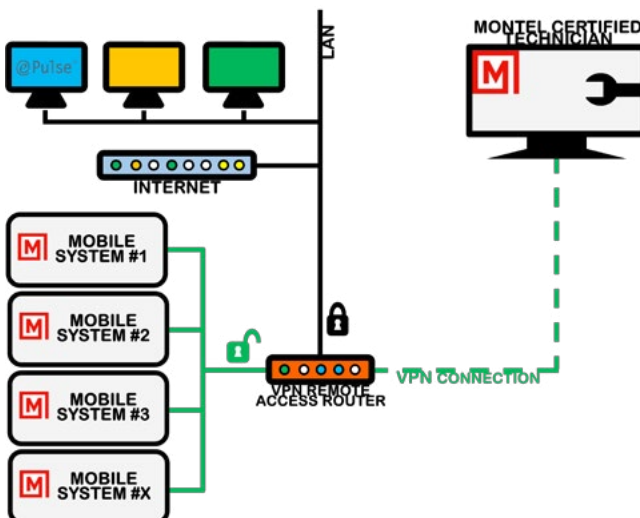 LAN
MONTEL CERTIFIED
TECHNICIAN
@Pulse
M
INTERNET
M MOBILE
SYSTEM #1
M MOBILE
SYSTEM #2
M MOBILE
SYSTEM #3
M MOBILE
SYSTEM #X
VPN REMOTE
ACCESS ROUTER
VPN CONNECTION